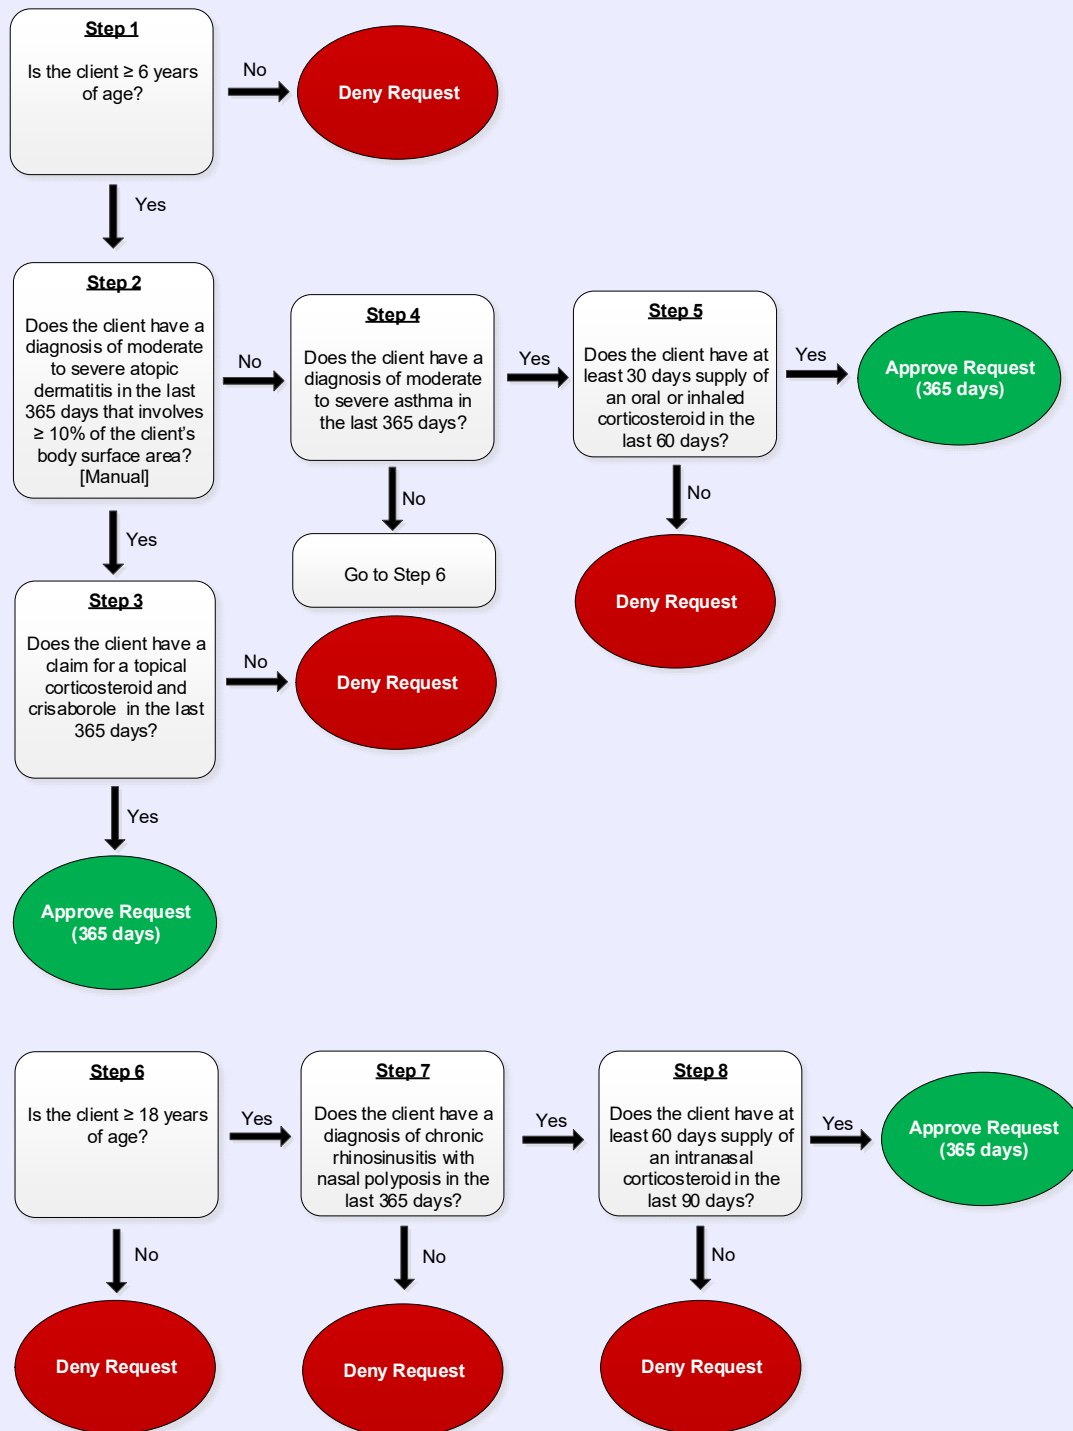 Step 1
Is the client ≥ 6 years
of age?
No
Deny Request
Yes
Step 2
Does the client have a
diagnosis of moderate
to severe atopic
dermatitis in the last
365 days that involves
≥ 10% of the client's
body surface area?
[Manual]
No
Step 4
Does the client have a
diagnosis of moderate
to severe asthma in
the last 365 days?
Yes
Step 5
Does the client have at
least 30 days supply of
an oral or inhaled
corticosteroid in the
last 60 days?
Yes
Approve Request
(365 days)
No
Go to Step 6
No
Deny Request
Yes
Step 3
Does the client have a
claim for a topical
corticosteroid and
crisaborole in the last
365 days?
No
Deny Request
Yes
Approve Request
(365 days)
Step 6
Is the client ≥ 18 years
of age?
Yes
Step 7
Does the client have a
diagnosis of chronic
rhinosinusitis with
nasal polyposis in the
last 365 days?
Yes
Step 8
Does the client have at
least 60 days supply of
an intranasal
corticosteroid in the
last 90 days?
Yes
Approve Request
(365 days)
No
Deny Request
No
Deny Request
No
Deny Request